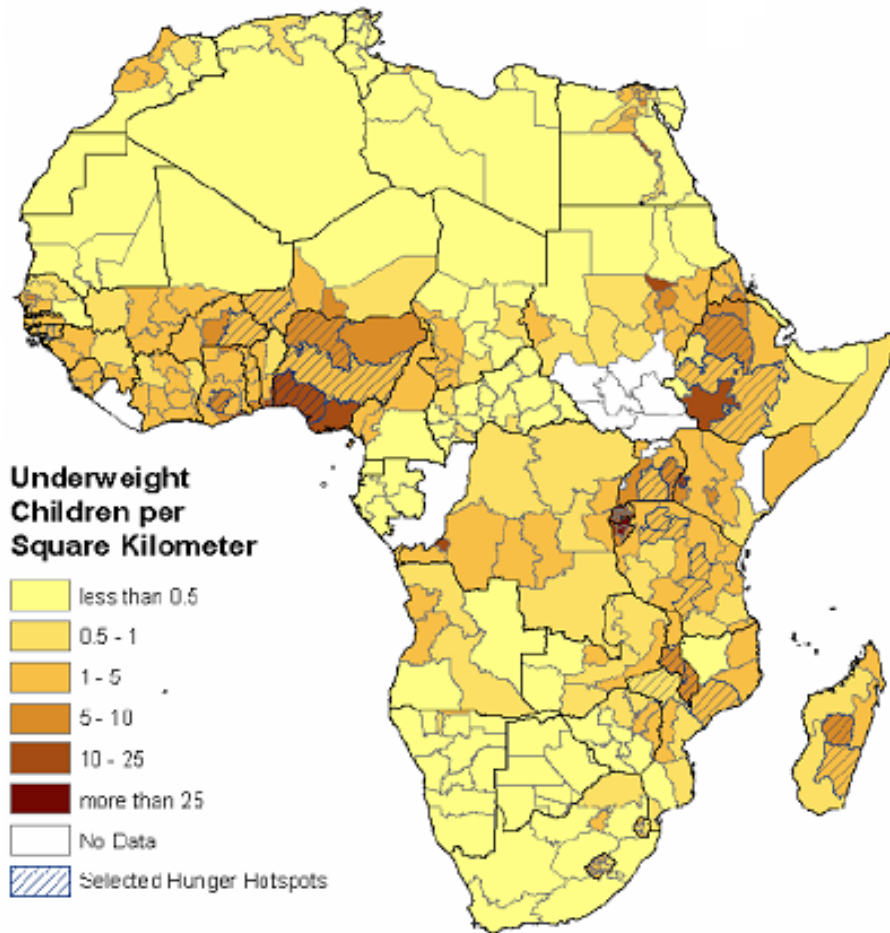 Underweight
Children per
Square Kilometer
less than 0.5
0.5 - 1
1 - 5
5 - 10
10 - 25
more than 25
No Data
Selected Hunger Hotspots